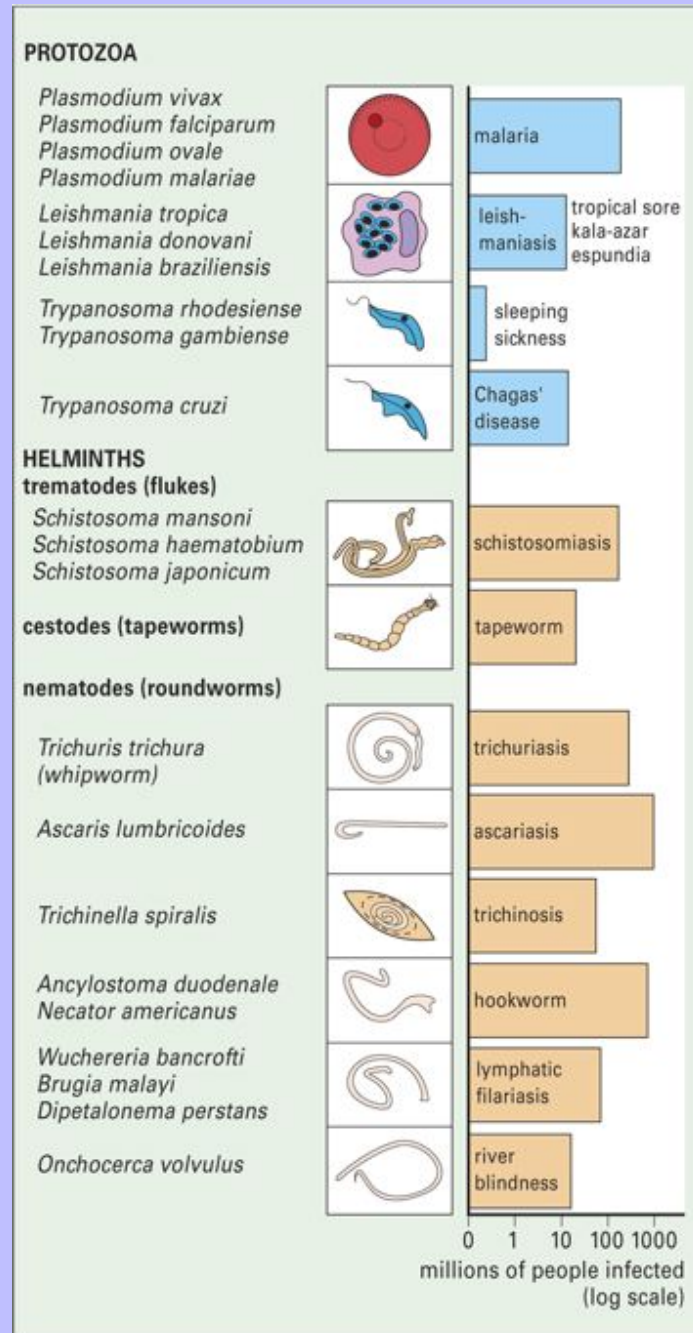 PROTOZOA
Plasmodium vivax
Plasmodium falciparum
Plasmodium ovale
Plasmodium malariae
malaria
Leishmania tropica
Leishmania donovani
Leishmania braziliensis
leish-
maniasis
tropical sore
kala-azar
espundia
Trypanosoma rhodesiense
Trypanosoma gambiense
sleeping
sickness
Trypanosoma cruzi
Chagas'
disease
HELMINTHS
trematodes (flukes)
Schistosoma mansoni
Schistosoma haematobium
Schistosoma japonicum
schistosomiasis
cestodes (tapeworms)
tapeworm
nematodes (roundworms)
Trichuris trichura
(whipworm)
trichuriasis
Ascaris lumbricoides
ascariasis
Trichinella spiralis
trichinosis
Ancylostoma duodenale
Necator americanus
hookworm
Wuchereria bancrofti
Brugia malayi
Dipetalonema perstans
lymphatic
filariasis
Onchocerca volvulus
river
blindness
0 1 10 100 1000
millions of people infected
(log scale)